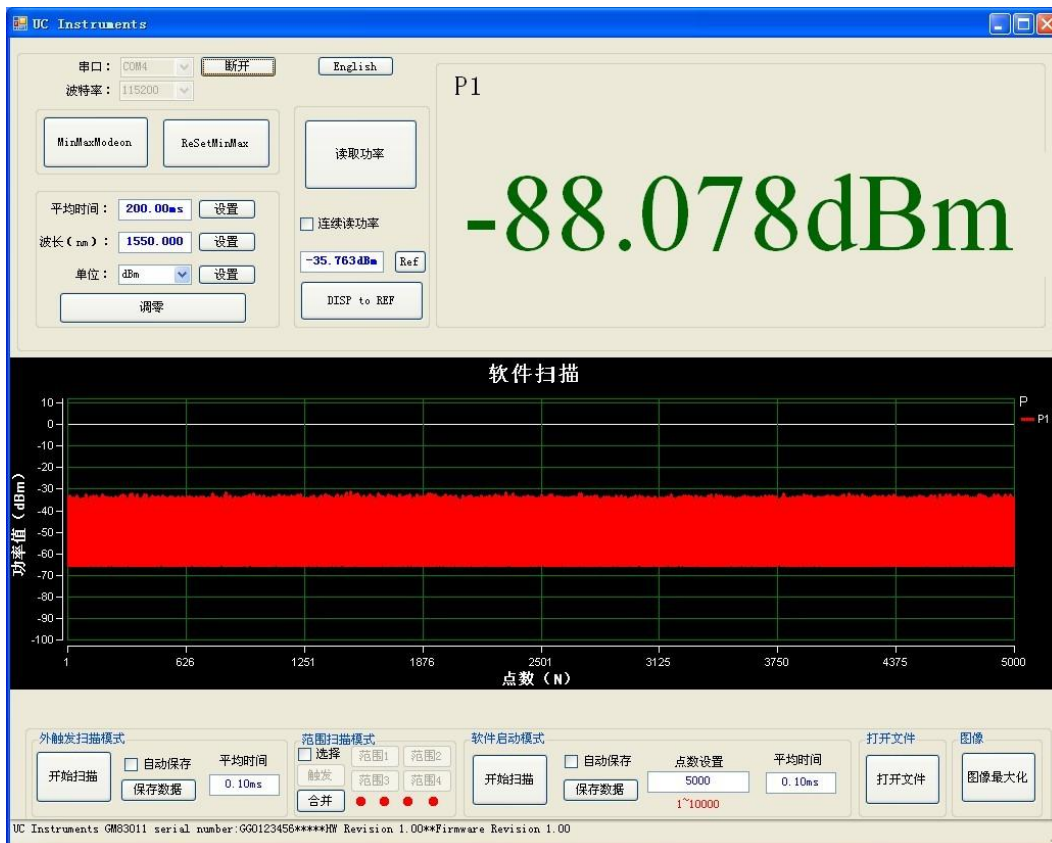 UC Instruments
串口： COM4 断开 English
波特率： 115200
P1
MinMaxModeon ReSetMinMax
读取功率
-88.078dBm
平均时间： 200.00ms 设置
连续读功率
波长(nm)： 1550.000 设置
-35.763dBm Ref
单位： dBm 设置
调零
DISP to REF
软件扫描
功率值（dBm）
10
0
-10
-20
-30
-40
-50
-60
-70
-80
-90
-100
P
P1
1 626 1251 1876 2501 3125 3750 4375 5000
点数（N）
外触发扫描模式
开始扫描
自动保存
保存数据
平均时间
0.10ms
范围扫描模式
选择 范围1 范围2
触发 范围3 范围4
合并
软件启动模式
开始扫描
自动保存
保存数据
点数设置
5000
1~10000
平均时间
0.10ms
打开文件
打开文件
图像
图像最大化
UC Instruments GM83011 serial number:GG0123456*****HW Revision 1.00**Firmware Revision 1.00